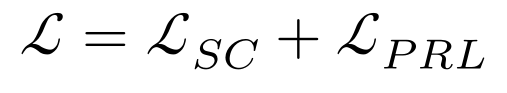 ℒ = ℒ_{SC} + ℒ_{PRL}